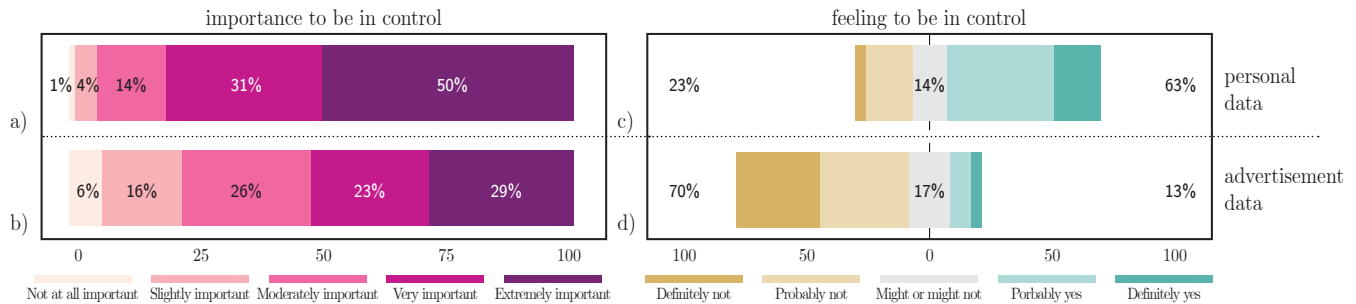 importance to be in control
feeling to be in control
1% 4% 14% 31% 50%
a)
23% 14% 63%
c)
personal
data
6% 16% 26% 23% 29%
b)
70% 17% 13%
d)
advertisement
data
0 25 50 75 100
100 50 0 50 100
Not at all important Slightly important Moderately important Very important Extremely important
Definitely not Probably not Might or might not Porbably yes Definitely yes